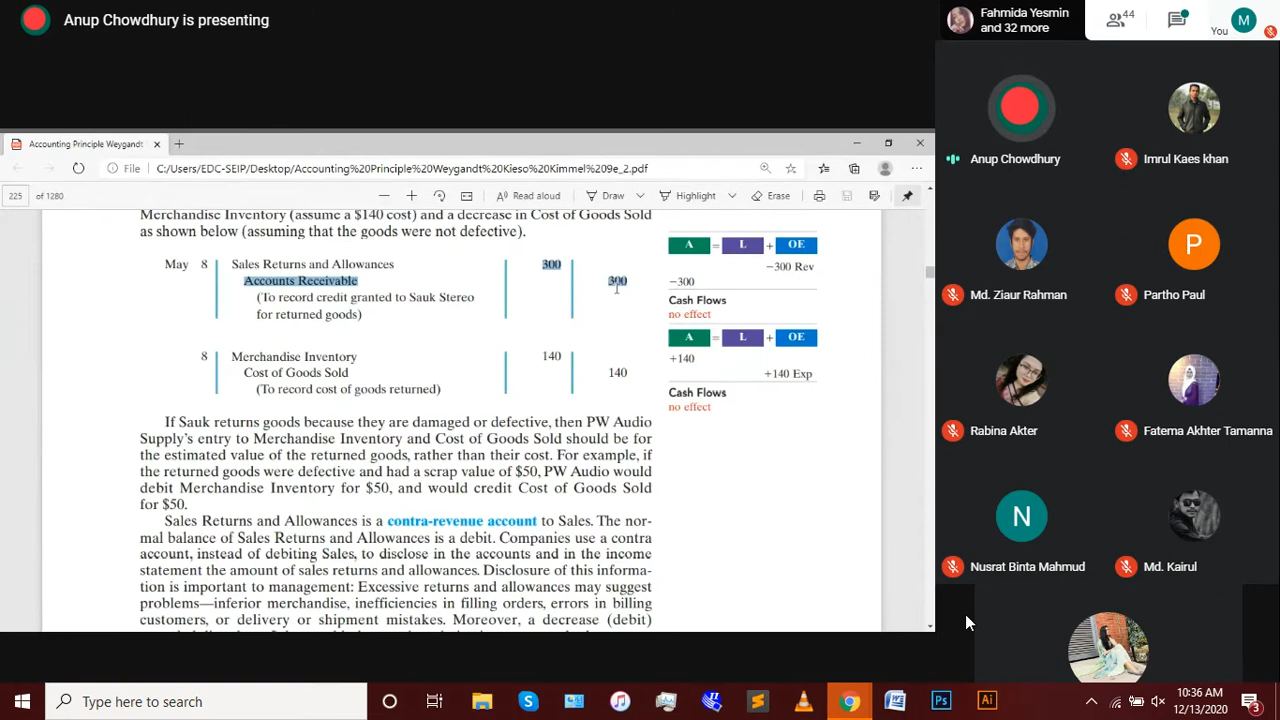 Anup Chowdhury is presenting
Fahmida Yesmin
and 32 more
44
You
M
Accounting Principle Weygandt
File
C:/Users/EDC-SEIP/Desktop/Accounting%20Principle%20Weygandt%20Kieso%20Kimmel%209e_2.pdf
225 of 1280
Read aloud
Draw
Highlight
Erase
Merchandise Inventory (assume a $140 cost) and a decrease in Cost of Goods Sold
as shown below (assuming that the goods were not defective).
May 8 Sales Returns and Allowances 300
Accounts Receivable 300
(To record credit granted to Sauk Stereo
for returned goods)
8 Merchandise Inventory 140
Cost of Goods Sold 140
(To record cost of goods returned)
A = L + OE
−300 Rev
−300
Cash Flows
no effect
A = L + OE
+140
+140 Exp
Cash Flows
no effect
If Sauk returns goods because they are damaged or defective, then PW Audio
Supply's entry to Merchandise Inventory and Cost of Goods Sold should be for
the estimated value of the returned goods, rather than their cost. For example, if
the returned goods were defective and had a scrap value of $50, PW Audio would
debit Merchandise Inventory for $50, and would credit Cost of Goods Sold
for $50.
Sales Returns and Allowances is a contra-revenue account to Sales. The nor-
mal balance of Sales Returns and Allowances is a debit. Companies use a contra
account, instead of debiting Sales, to disclose in the accounts and in the income
statement the amount of sales returns and allowances. Disclosure of this informa-
tion is important to management: Excessive returns and allowances may suggest
problems—inferior merchandise, inefficiencies in filling orders, errors in billing
customers, or delivery or shipment mistakes. Moreover, a decrease (debit)
Anup Chowdhury
Imrul Kaes khan
P
Md. Ziaur Rahman
Partho Paul
Rabina Akter
Fatema Akhter Tamanna
N
Nusrat Binta Mahmud
Md. Kairul
Type here to search
S
W
Ps
Ai
10:36 AM
12/13/2020
3